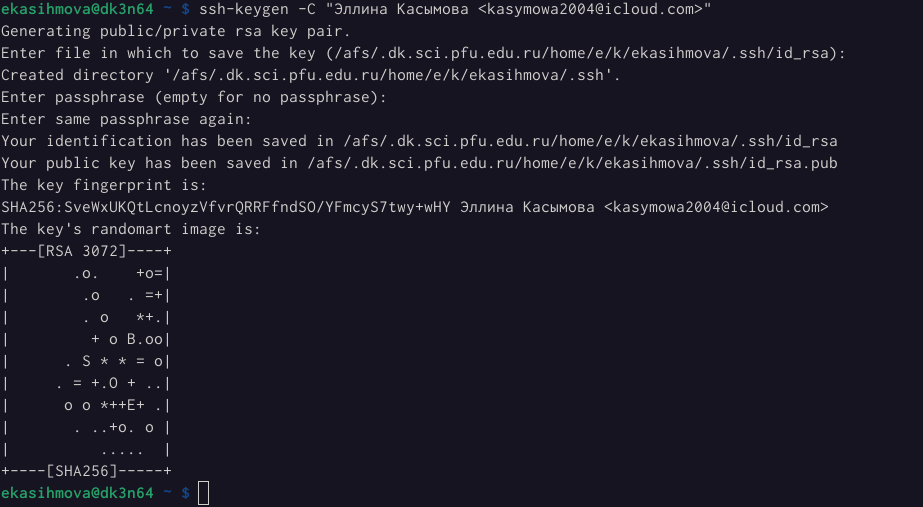 ekasihmova@dk3n64 ~ $ ssh-keygen -C "Эллина Касымова <kasymowa2004@icloud.com>"
Generating public/private rsa key pair.
Enter file in which to save the key (/afs/.dk.sci.pfu.edu.ru/home/e/k/ekasihmova/.ssh/id_rsa):
Created directory '/afs/.dk.sci.pfu.edu.ru/home/e/k/ekasihmova/.ssh'.
Enter passphrase (empty for no passphrase):
Enter same passphrase again:
Your identification has been saved in /afs/.dk.sci.pfu.edu.ru/home/e/k/ekasihmova/.ssh/id_rsa
Your public key has been saved in /afs/.dk.sci.pfu.edu.ru/home/e/k/ekasihmova/.ssh/id_rsa.pub
The key fingerprint is:
SHA256:SveWxUKQtLcnoyzVfvrQRRFfndSO/YFmcyS7twy+wHY Эллина Касымова <kasymowa2004@icloud.com>
The key's randomart image is:
+---[RSA 3072]----+
|       .o.    +o=|
|        .o   . =+|
|        . o   *+.|
|         + o B.oo|
|      . S * * = o|
|     . = +.O + ..|
|      o o *++E+ .|
|       . ..+o. o |
|          .....  |
+----[SHA256]-----+
ekasihmova@dk3n64 ~ $